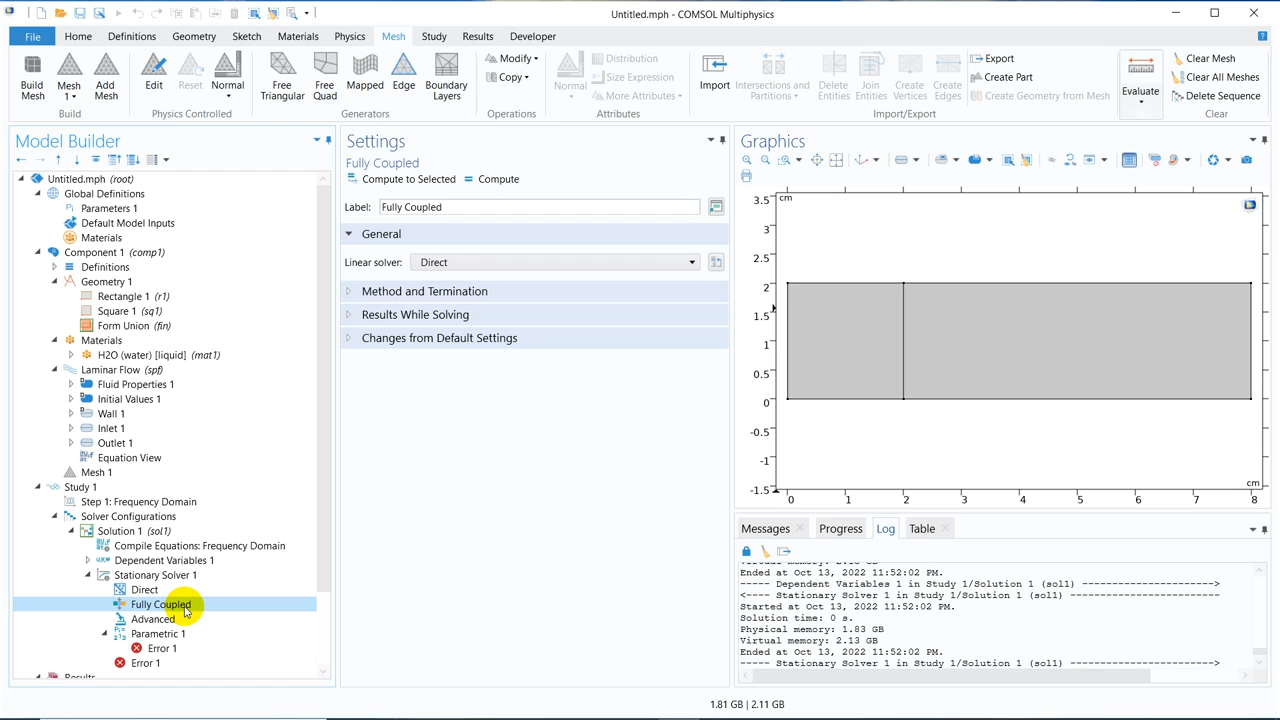 Untitled.mph - COMSOL Multiphysics
File Home Definitions Geometry Sketch Materials Physics Mesh Study Results Developer
Build Mesh
Mesh 1
Add Mesh
Build
Edit
Reset
Normal
Physics Controlled
Free Triangular
Free Quad
Mapped
Edge
Boundary Layers
Generators
Modify
Copy
Operations
Normal
Distribution
Size Expression
More Attributes
Attributes
Import
Intersections and Partitions
Delete Entities
Join Entities
Create Vertices
Create Edges
Export
Create Part
Create Geometry from Mesh
Import/Export
Evaluate
Clear Mesh
Clear All Meshes
Delete Sequence
Clear
Model Builder
Untitled.mph (root)
Global Definitions
Parameters 1
Default Model Inputs
Materials
Component 1 (comp1)
Definitions
Geometry 1
Rectangle 1 (r1)
Square 1 (sq1)
Form Union (fin)
Materials
H2O (water) [liquid] (mat1)
Laminar Flow (spf)
Fluid Properties 1
Initial Values 1
Wall 1
Inlet 1
Outlet 1
Equation View
Mesh 1
Study 1
Step 1: Frequency Domain
Solver Configurations
Solution 1 (sol1)
Compile Equations: Frequency Domain
Dependent Variables 1
Stationary Solver 1
Direct
Fully Coupled
Advanced
Parametric 1
Error 1
Error 1
Results
Settings
Fully Coupled
Compute to Selected = Compute
Label: Fully Coupled
General
Linear solver: Direct
Method and Termination
Results While Solving
Changes from Default Settings
Graphics
cm
3.5
3
2.5
2
1.5
1
0.5
0
-0.5
-1
-1.5
cm
0 1 2 3 4 5 6 7 8
Messages Progress Log Table
Ended at Oct 13, 2022 11:52:02 PM.
----- Dependent Variables 1 in Study 1/Solution 1 (sol1) ------------------->
<---- Stationary Solver 1 in Study 1/Solution 1 (sol1) ---------------------
Started at Oct 13, 2022 11:52:02 PM.
Solution time: 0 s.
Physical memory: 1.83 GB
Virtual memory: 2.13 GB
Ended at Oct 13, 2022 11:52:02 PM.
----- Stationary Solver 1 in Study 1/Solution 1 (sol1) --------------------->
1.81 GB | 2.11 GB